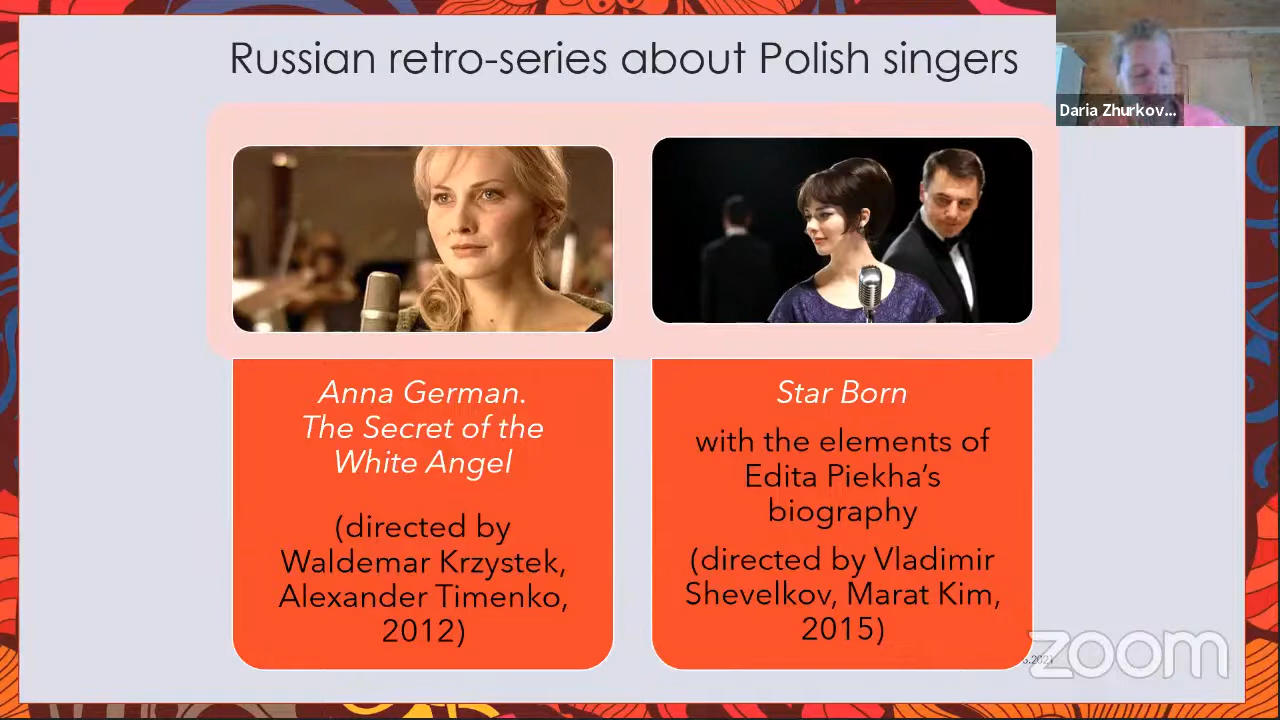 Russian retro-series about Polish singers
Daria Zhurkov...
Anna German.
The Secret of the
White Angel
(directed by
Waldemar Krzystek,
Alexander Timenko,
2012)
Star Born
with the elements of
Edita Piekha's
biography
(directed by Vladimir
Shevelkov, Marat Kim,
2015)
zoom